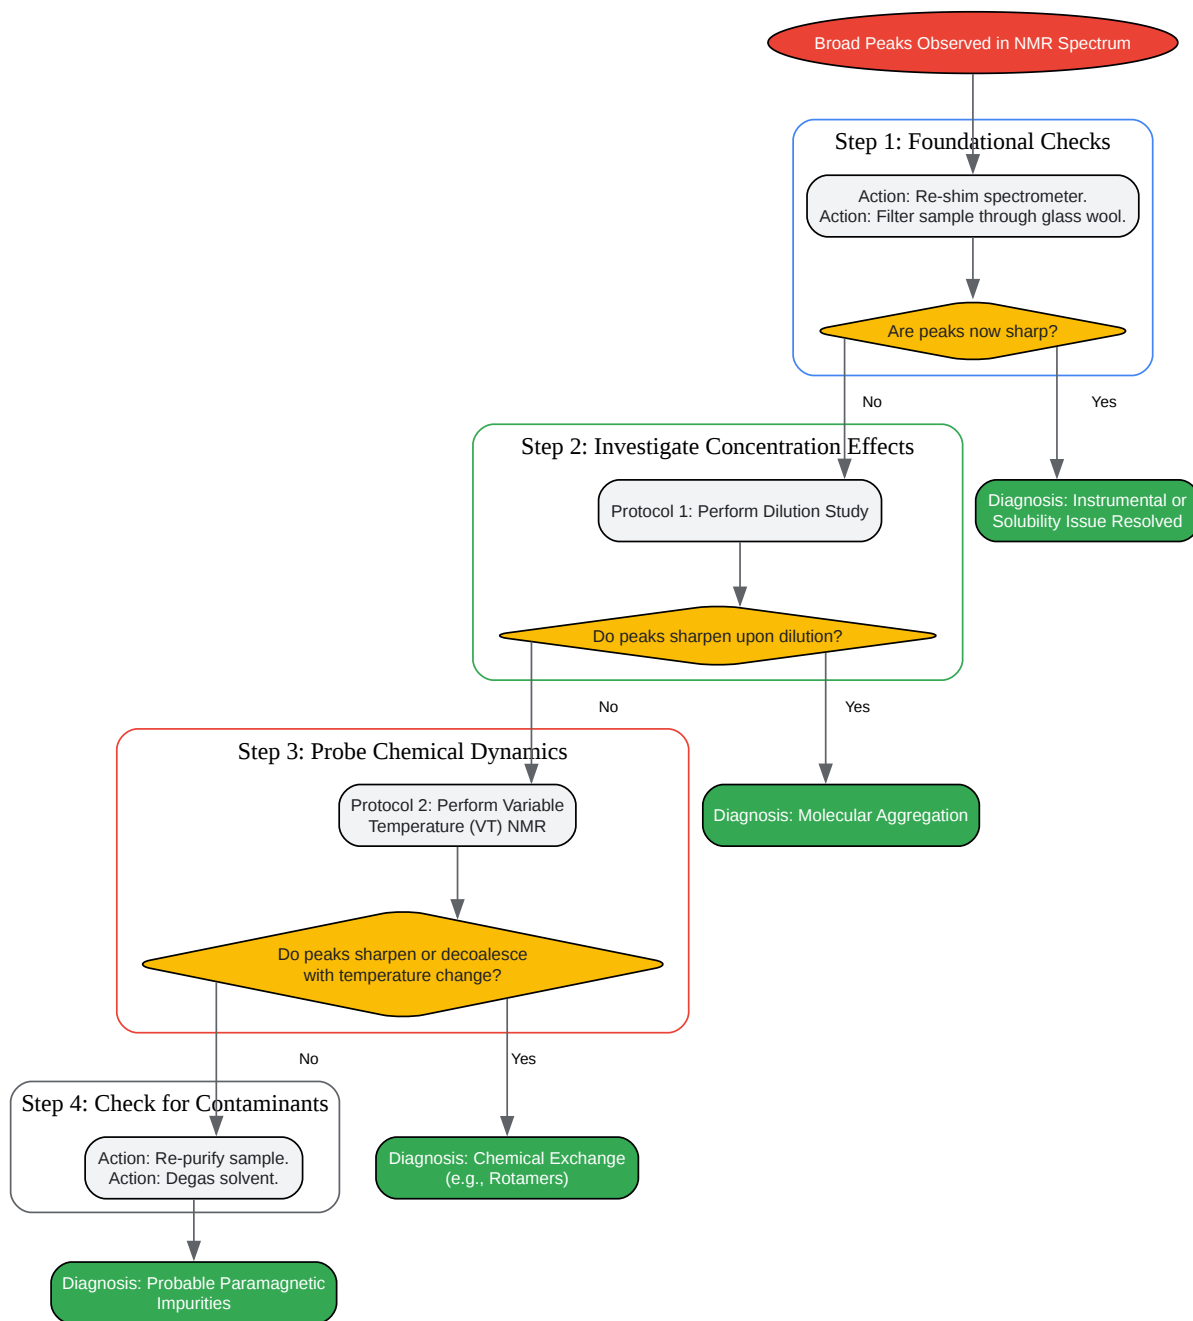 Broad Peaks Observed in NMR Spectrum
Step 1: Foundational Checks
Action: Re-shim spectrometer.
Action: Filter sample through glass wool.
Are peaks now sharp?
No
Yes
Step 2: Investigate Concentration Effects
Protocol 1: Perform Dilution Study
Diagnosis: Instrumental or
Solubility Issue Resolved
Do peaks sharpen upon dilution?
No
Yes
Step 3: Probe Chemical Dynamics
Protocol 2: Perform Variable
Temperature (VT) NMR
Diagnosis: Molecular Aggregation
Do peaks sharpen or decoalesce
with temperature change?
No
Yes
Step 4: Check for Contaminants
Action: Re-purify sample.
Action: Degas solvent.
Diagnosis: Chemical Exchange
(e.g., Rotamers)
Diagnosis: Probable Paramagnetic
Impurities